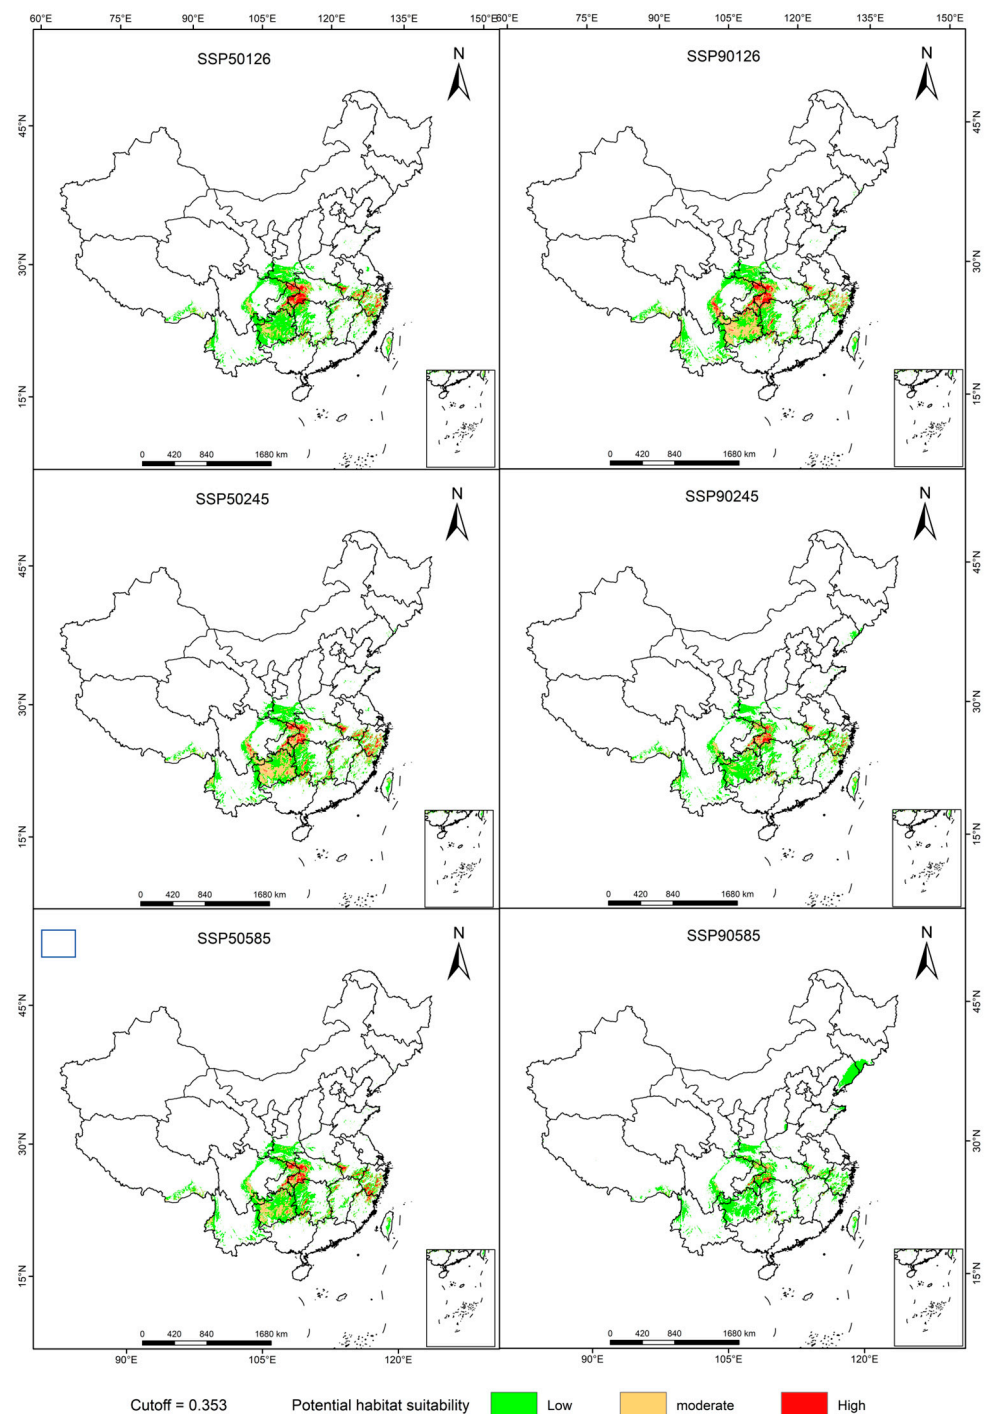 60°E 75°E 90°E 105°E 120°E 135°E 150°E 60°E 75°E 90°E 105°E 120°E 135°E 150°E
SSP50126 N
SSP90126 N
45°N 45°N
30°N 30°N
15°N 15°N
0 420 840 1680 km
0 420 840 1680 km
SSP50245 N
SSP90245 N
45°N 45°N
30°N 30°N
15°N 15°N
0 420 840 1680 km
0 420 840 1680 km
SSP50585 N
SSP90585 N
45°N 45°N
30°N 30°N
15°N 15°N
0 420 840 1680 km
0 420 840 1680 km
90°E 105°E 120°E 90°E 105°E 120°E
Cutoff = 0.353 Potential habitat suitability Low moderate High